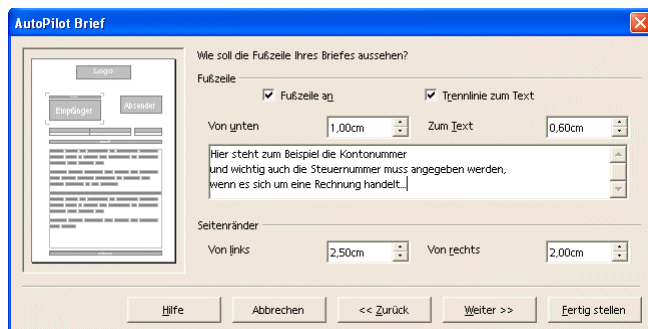 AutoPilot Brief
Wie soll die Fußzeile Ihres Briefes aussehen?
Logo
Empfänger
Absender
Fußzeile
Fußzeile an
Trennlinie zum Text
Von unten
1,00cm
Zum Text
0,60cm
Hier steht zum Beispiel die Kontonummer
und wichtig auch die Steuernummer muss angegeben werden,
wenn es sich um eine Rechnung handelt...
Seitenränder
Von links
2,50cm
Von rechts
2,00cm
Hilfe
Abbrechen
<< Zurück
Weiter >>
Fertig stellen